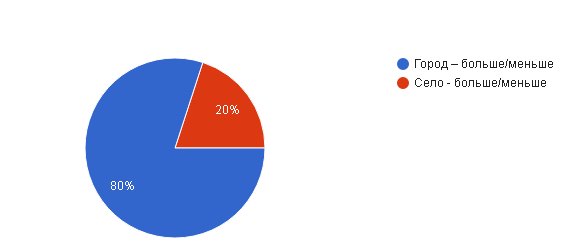 Город – больше/меньше
Село - больше/меньше
20%
80%